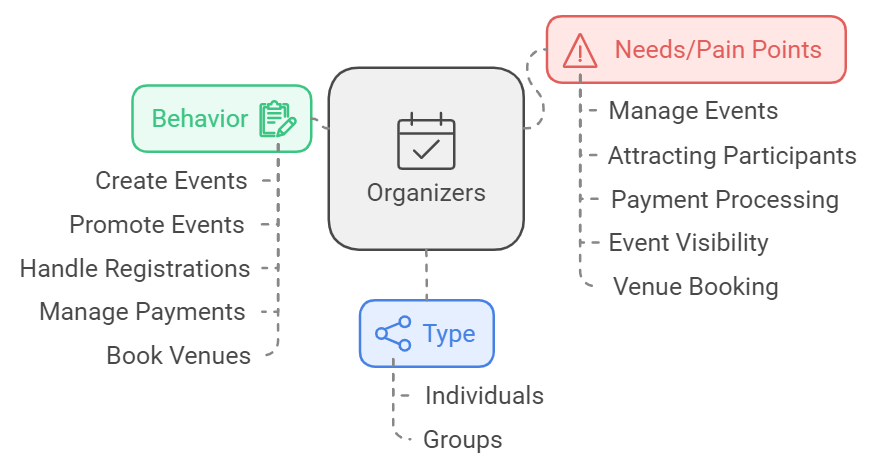 Needs/Pain Points
Manage Events
Attracting Participants
Payment Processing
Event Visibility
Venue Booking
Behavior
Create Events
Promote Events
Handle Registrations
Manage Payments
Book Venues
Organizers
Type
Individuals
Groups